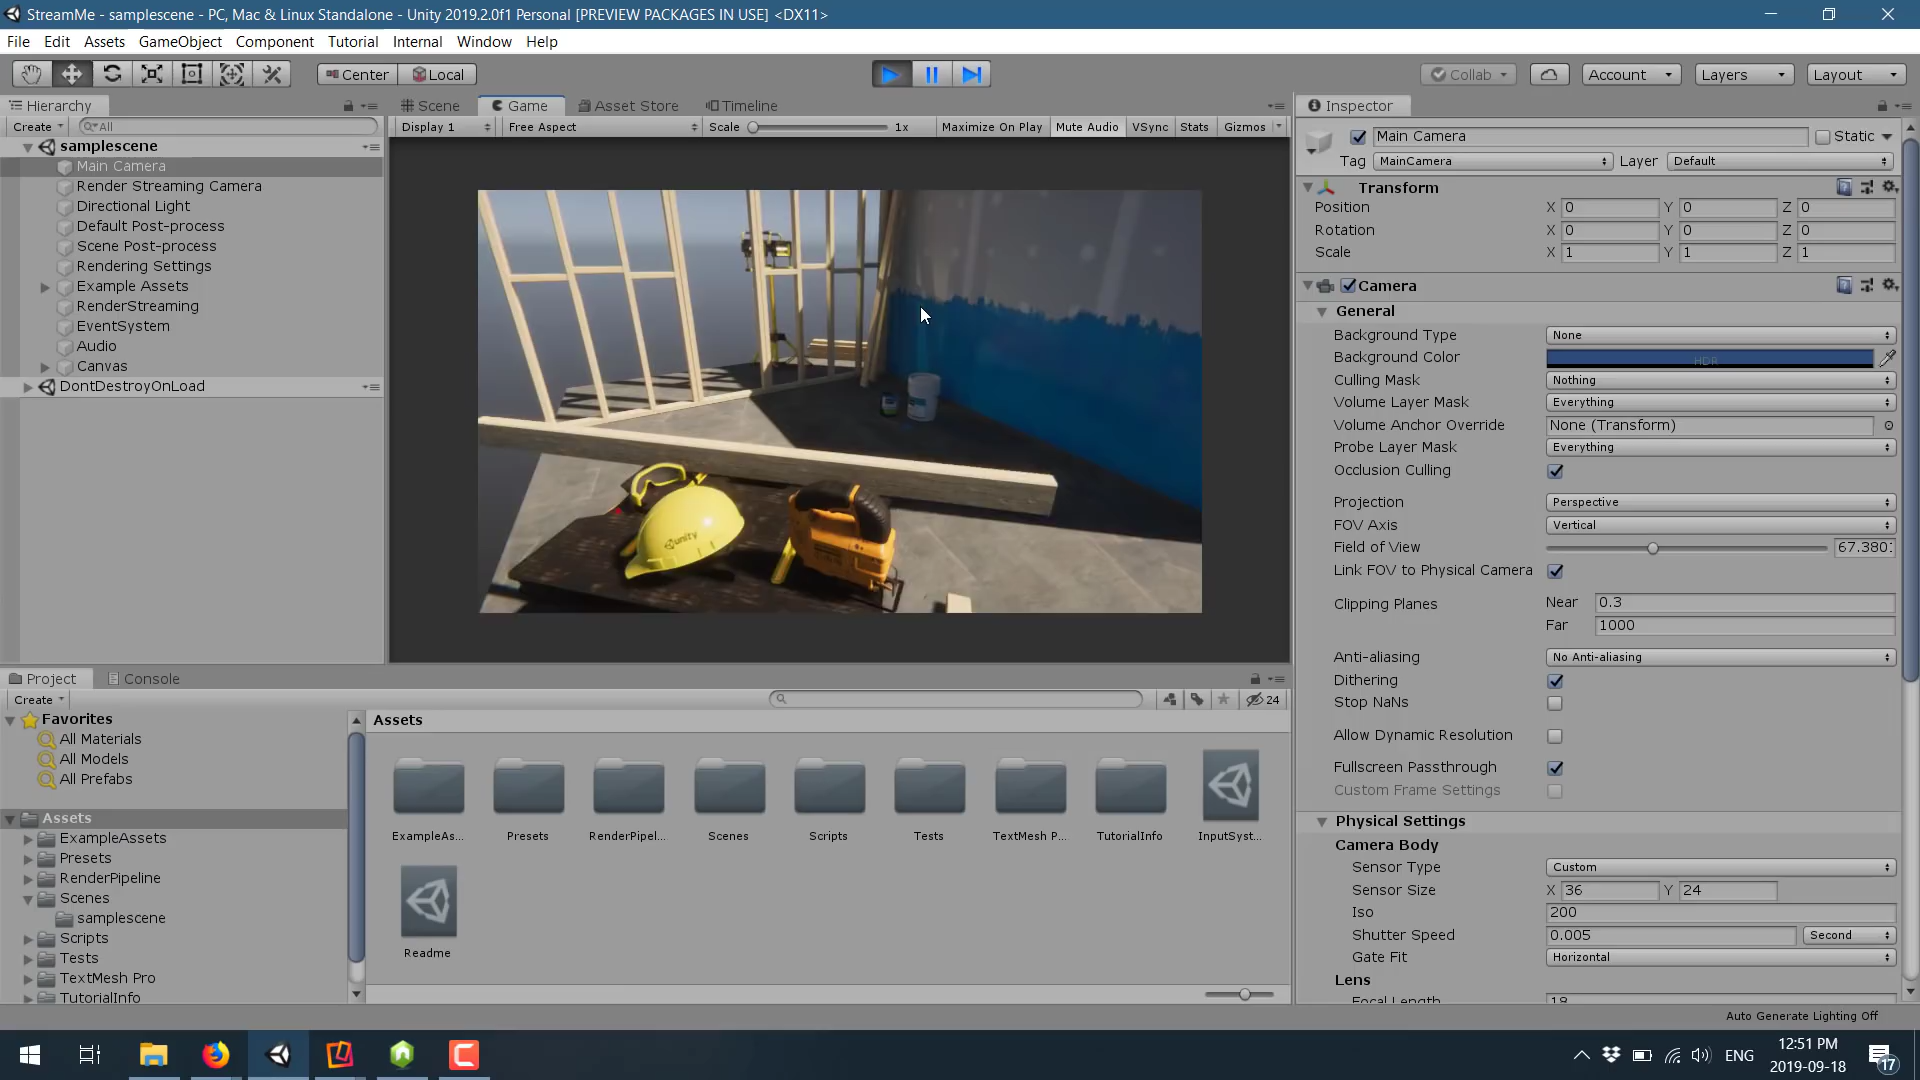 StreamMe - samplescene - PC, Mac & Linux Standalone - Unity 2019.2.0f1 Personal [PREVIEW PACKAGES IN USE] <DX11>
File Edit Assets GameObject Component Tutorial Internal Window Help
Center Local Collab Account Layers Layout
Hierarchy
Create All
samplescene
Main Camera
Render Streaming Camera
Directional Light
Default Post-process
Scene Post-process
Rendering Settings
Example Assets
RenderStreaming
EventSystem
Audio
Canvas
DontDestroyOnLoad
Scene Game Asset Store Timeline
Display 1 Free Aspect Scale 1x Maximize On Play Mute Audio VSync Stats Gizmos
unity
Inspector
Main Camera Static
Tag MainCamera Layer Default
Transform
Position X 0 Y 0 Z 0
Rotation X 0 Y 0 Z 0
Scale X 1 Y 1 Z 1
Camera
General
Background Type None
Background Color HDR
Culling Mask Nothing
Volume Layer Mask Everything
Volume Anchor Override None (Transform)
Probe Layer Mask Everything
Occlusion Culling
Projection Perspective
FOV Axis Vertical
Field of View 67.380
Link FOV to Physical Camera
Clipping Planes Near 0.3
Far 1000
Anti-aliasing No Anti-aliasing
Dithering
Stop NaNs
Allow Dynamic Resolution
Fullscreen Passthrough
Custom Frame Settings
Physical Settings
Camera Body
Sensor Type Custom
Sensor Size X 36 Y 24
Iso 200
Shutter Speed 0.005 Second
Gate Fit Horizontal
Lens
Focal Length 18
Project Console
Create 24
Favorites
All Materials
All Models
All Prefabs
Assets
ExampleAssets
Presets
RenderPipeline
Scenes
samplescene
Scripts
Tests
TextMesh Pro
TutorialInfo
Assets
ExampleAs... Presets RenderPipel... Scenes Scripts Tests TextMesh P... TutorialInfo InputSyst...
Readme
Auto Generate Lighting Off
ENG
12:51 PM
2019-09-18
17